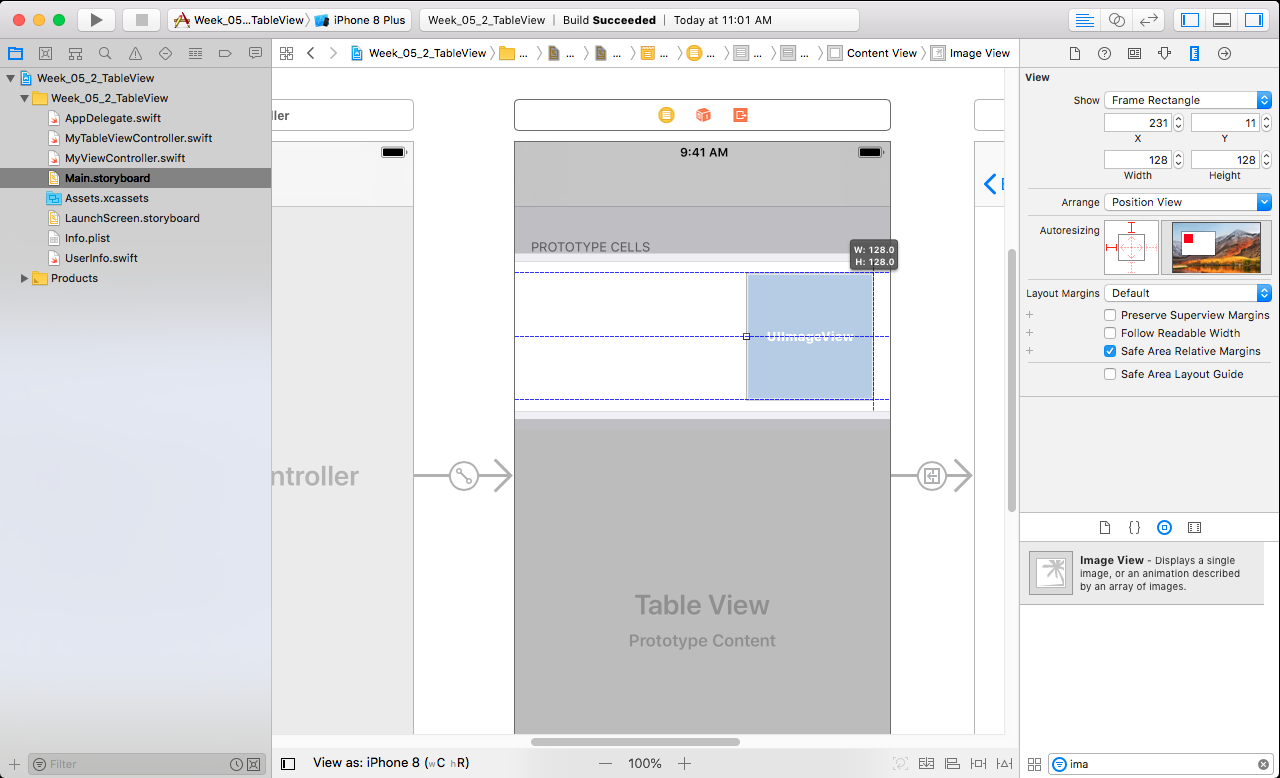 Week_05...TableView
iPhone 8 Plus
Week_05_2_TableView | Build Succeeded | Today at 11:01 AM
Week_05_2_TableView
...
...
...
...
...
...
...
Content View
Image View
Week_05_2_TableView
Week_05_2_TableView
AppDelegate.swift
MyTableViewController.swift
MyViewController.swift
Main.storyboard
Assets.xcassets
LaunchScreen.storyboard
Info.plist
UserInfo.swift
Products
Filter
ller
ntroller
9:41 AM
PROTOTYPE CELLS
W: 128.0
H: 128.0
UIImageView
Table View
Prototype Content
View as: iPhone 8 (wC hR)
100%
View
Show Frame Rectangle
231 11
X Y
128 128
Width Height
Arrange Position View
Autoresizing
Layout Margins Default
Preserve Superview Margins
Follow Readable Width
Safe Area Relative Margins
Safe Area Layout Guide
{}
Image View - Displays a single
image, or an animation described
by an array of images.
ima